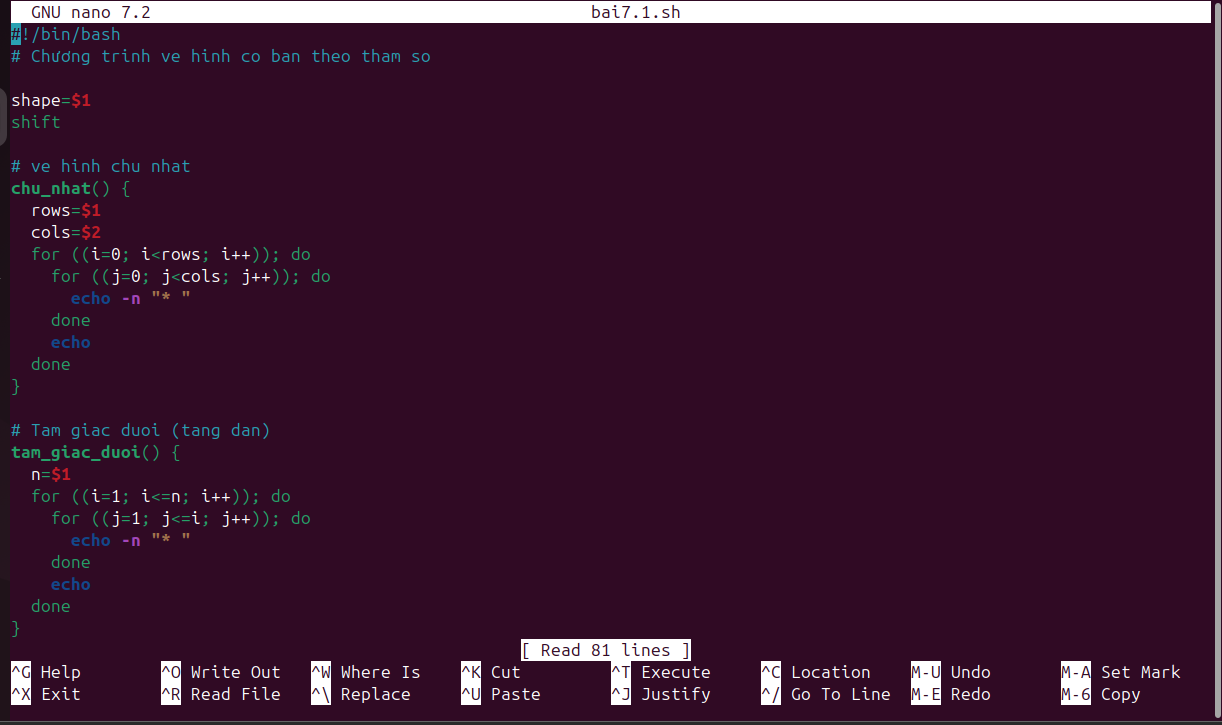 GNU nano 7.2 bai7.1.sh
#!/bin/bash
# Chương trinh ve hinh co ban theo tham so

shape=$1
shift

# ve hinh chu nhat
chu_nhat() {
  rows=$1
  cols=$2
  for ((i=0; i<rows; i++)); do
    for ((j=0; j<cols; j++)); do
      echo -n "* "
    done
    echo
  done
}

# Tam giac duoi (tang dan)
tam_giac_duoi() {
  n=$1
  for ((i=1; i<=n; i++)); do
    for ((j=1; j<=i; j++)); do
      echo -n "* "
    done
    echo
  done
}
[ Read 81 lines ]
^G Help ^O Write Out ^W Where Is ^K Cut ^T Execute ^C Location M-U Undo M-A Set Mark
^X Exit ^R Read File ^\ Replace ^U Paste ^J Justify ^/ Go To Line M-E Redo M-6 Copy